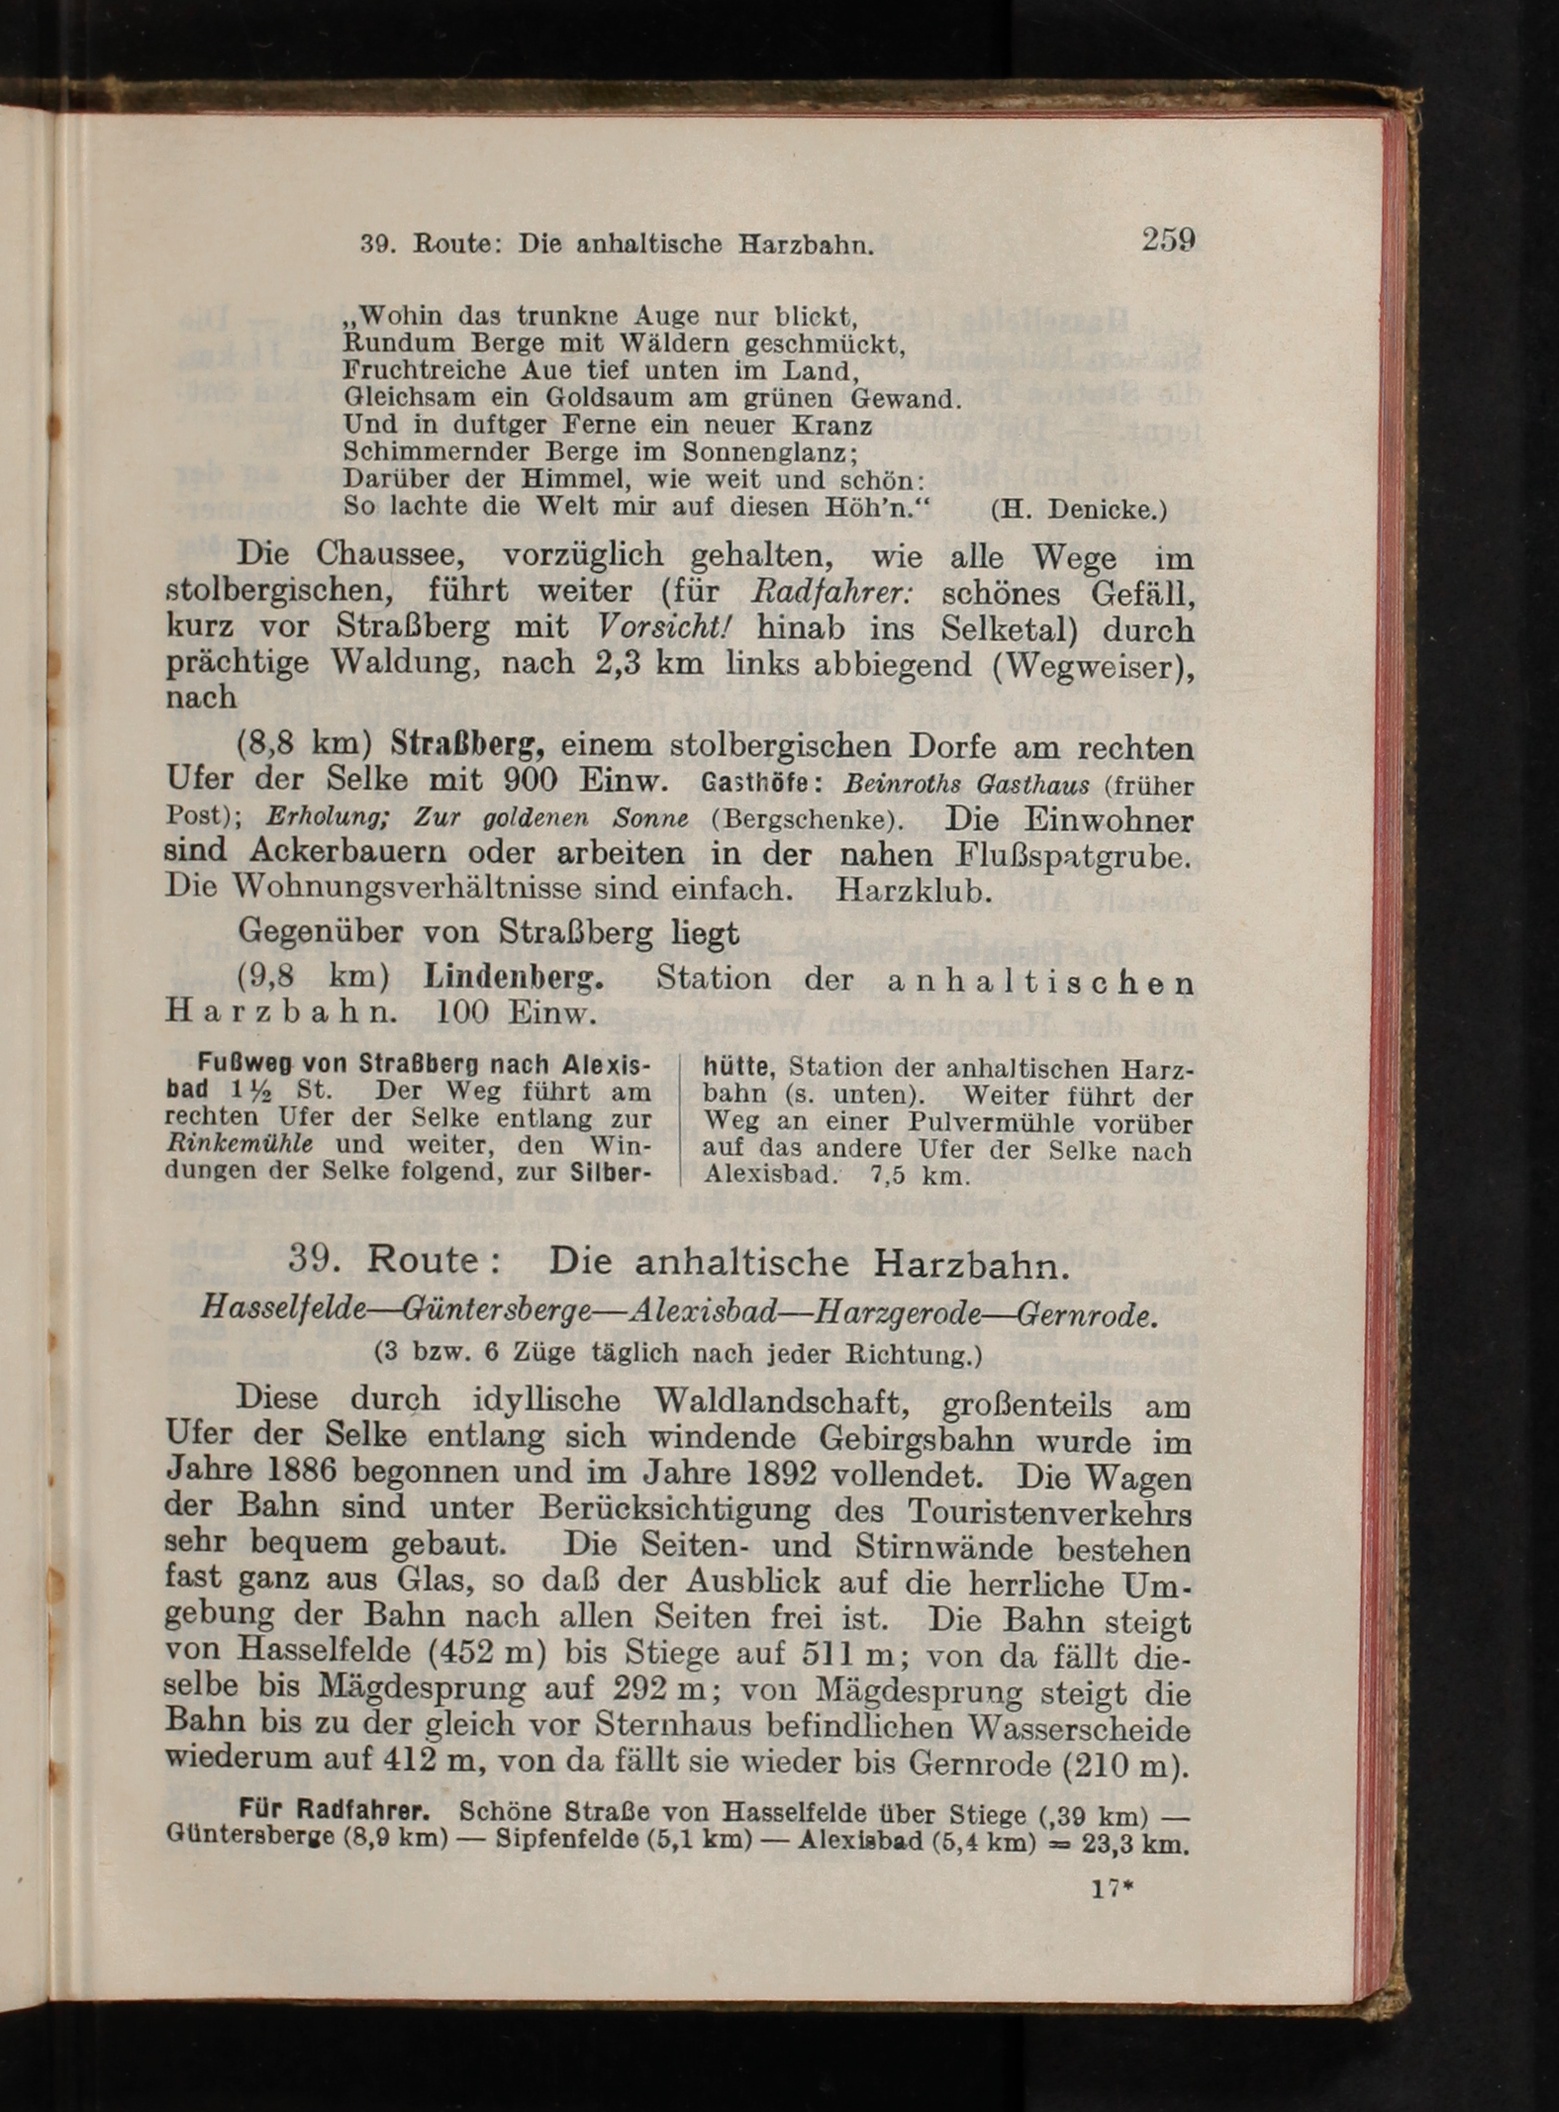 39. Route: Die anhaltische Harzbahn. 259
„Wohin das trunkne Auge nur blickt,
Rundum Berge mit Wäldern geschmückt,
Fruchtreiche Aue tief unten im Land,
Gleichsam ein Goldsaum am grünen Gewand.
Und in duftger Ferne ein neuer Kranz
Schimmernder Berge im Sonnenglanz;
Darüber der Himmel, wie weit und schön:
So lachte die Welt mir auf diesen Höh’n.“ (H. Denicke.)
Die Chaussee, vorzüglich gehalten, wie alle Wege im
stolbergischen, führt weiter (für Radfahrer: schönes Gefäll,
kurz vor Straßberg mit Vorsicht! hinab ins Selketal) durch
prächtige Waldung, nach 2,3 km links abbiegend (Wegweiser),
nach
(8,8 km) Straßberg, einem stolbergischen Dorfe am rechten
Ufer der Selke mit 900 Einw. Gasthöfe: Beinroths Gasthaus (früher
Post); Erholung; Zur goldenen Sonne (Bergschenke). Die Einwohner
sind Ackerbauern oder arbeiten in der nahen Flußspatgrube.
Die Wohnungsverhältnisse sind einfach. Harzklub.
Gegenüber von Straßberg liegt
(9,8 km) Lindenberg. Station der anhaltischen
Harzbahn. 100 Einw.
Fußweg von Straßberg nach Alexis-
bad 1½ St. Der Weg führt am
rechten Ufer der Selke entlang zur
Rinkemühle und weiter, den Win-
dungen der Selke folgend, zur Silber-
hütte, Station der anhaltischen Harz-
bahn (s. unten). Weiter führt der
Weg an einer Pulvermühle vorüber
auf das andere Ufer der Selke nach
Alexisbad. 7,5 km.
39. Route: Die anhaltische Harzbahn.
Hasselfelde—Güntersberge—Alexisbad—Harzgerode—Gernrode.
(3 bzw. 6 Züge täglich nach jeder Richtung.)
Diese durch idyllische Waldlandschaft, großenteils am
Ufer der Selke entlang sich windende Gebirgsbahn wurde im
Jahre 1886 begonnen und im Jahre 1892 vollendet. Die Wagen
der Bahn sind unter Berücksichtigung des Touristenverkehrs
sehr bequem gebaut. Die Seiten- und Stirnwände bestehen
fast ganz aus Glas, so daß der Ausblick auf die herrliche Um-
gebung der Bahn nach allen Seiten frei ist. Die Bahn steigt
von Hasselfelde (452 m) bis Stiege auf 511 m; von da fällt die-
selbe bis Mägdesprung auf 292 m; von Mägdesprung steigt die
Bahn bis zu der gleich vor Sternhaus befindlichen Wasserscheide
wiederum auf 412 m, von da fällt sie wieder bis Gernrode (210 m).
Für Radfahrer. Schöne Straße von Hasselfelde über Stiege (,39 km) —
Güntersberge (8,9 km) — Sipfenfelde (5,1 km) — Alexisbad (5,4 km) = 23,3 km.
17*